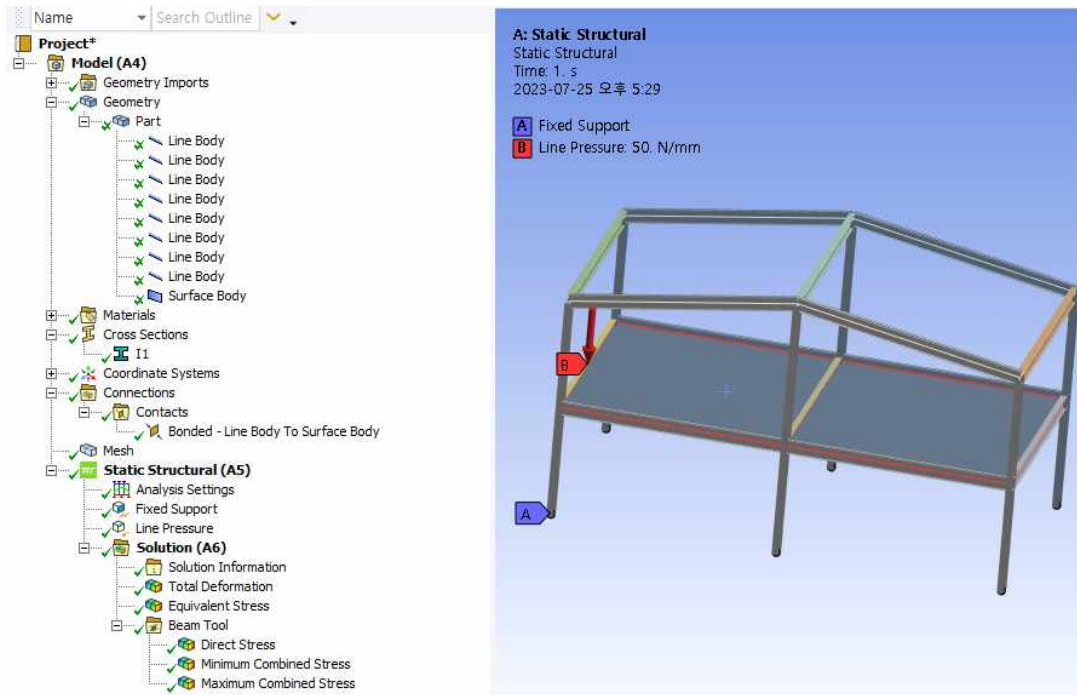 Name
Search Outline
Project*
Model (A4)
Geometry Imports
Geometry
Part
Line Body
Line Body
Line Body
Line Body
Line Body
Line Body
Line Body
Line Body
Surface Body
Materials
Cross Sections
I1
Coordinate Systems
Connections
Contacts
Bonded - Line Body To Surface Body
Mesh
Static Structural (A5)
Analysis Settings
Fixed Support
Line Pressure
Solution (A6)
Solution Information
Total Deformation
Equivalent Stress
Beam Tool
Direct Stress
Minimum Combined Stress
Maximum Combined Stress
A: Static Structural
Static Structural
Time: 1. s
2023-07-25 오후 5:29
A Fixed Support
B Line Pressure: 50. N/mm
B
A